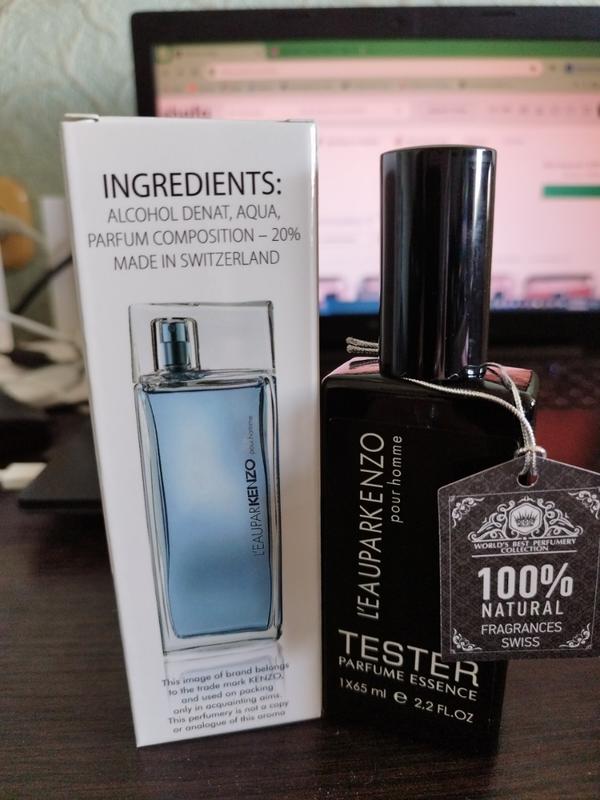 INGREDIENTS:
ALCOHOL DENAT, AQUA,
PARFUM COMPOSITION – 20%
MADE IN SWITZERLAND
L'EAUPARKENZO pour homme
This image of brand belongs
to the trade mark KENZO,
and used on packing
only in acquainting aims.
This perfumery is not a copy
or analogue of this aroma
L'EAUPARKENZO
pour homme
TESTER
PARFUME ESSENCE
1X65 ml e 2.2 FL.OZ
WORLD'S BEST PERFUMERY
COLLECTION
100%
NATURAL
FRAGRANCES
SWISS